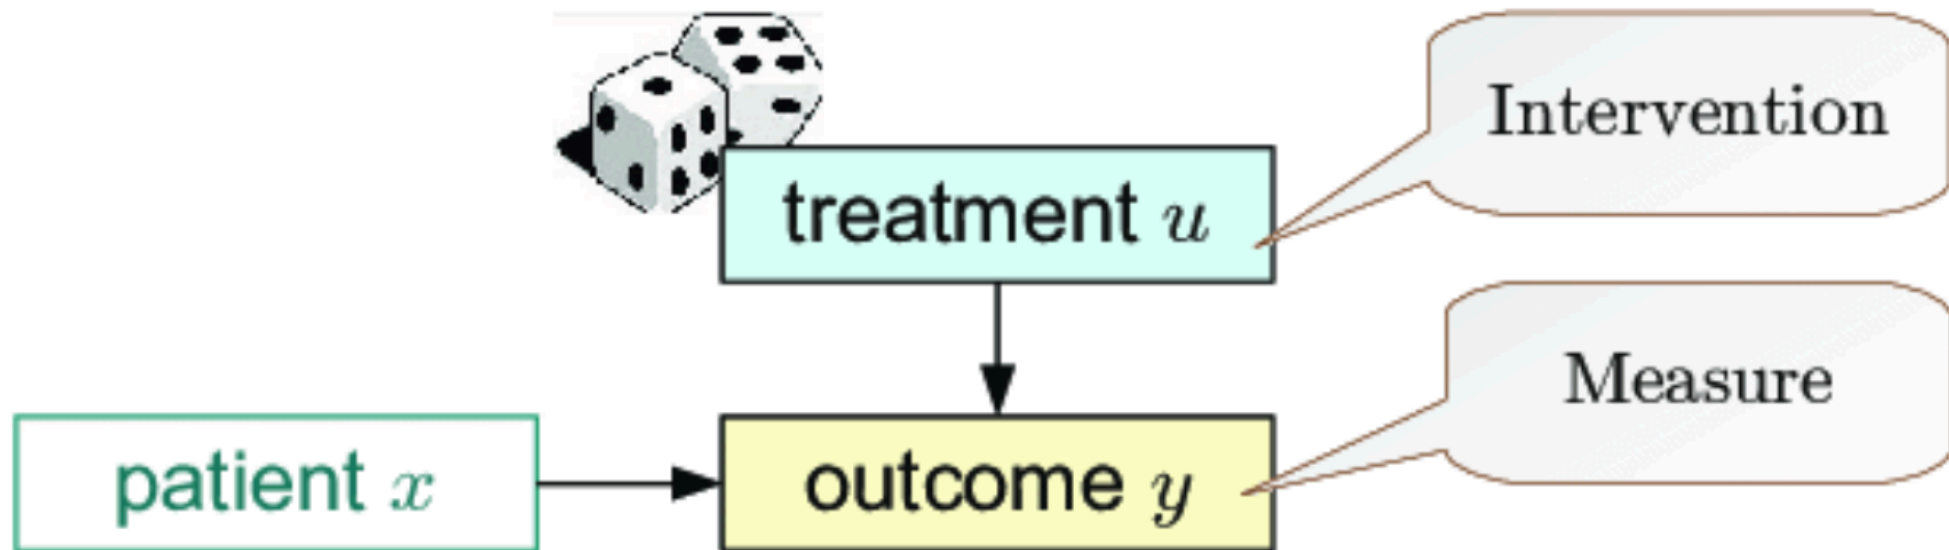 Intervention
treatment u
Measure
patient x
outcome y